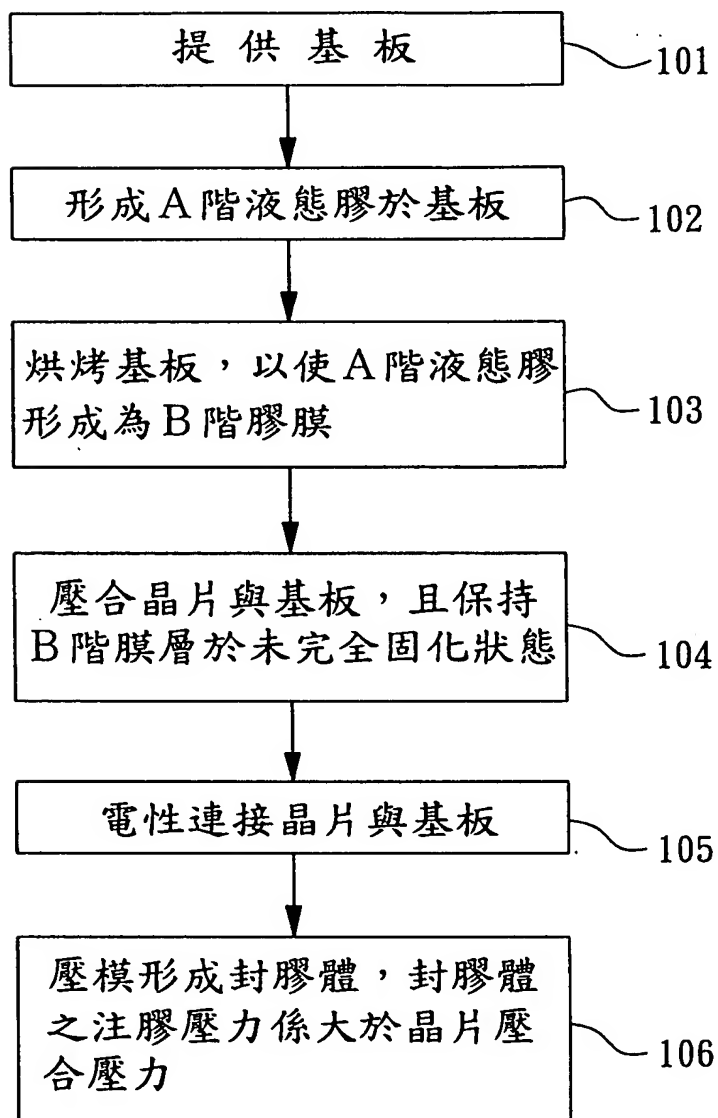 提供基板
101
形成A階液態膠於基板
102
烘烤基板，以使A階液態膠
形成為B階膠膜
103
壓合晶片與基板，且保持
B階膜層於未完全固化狀態
104
電性連接晶片與基板
105
壓模形成封膠體，封膠體
之注膠壓力係大於晶片壓
合壓力
106